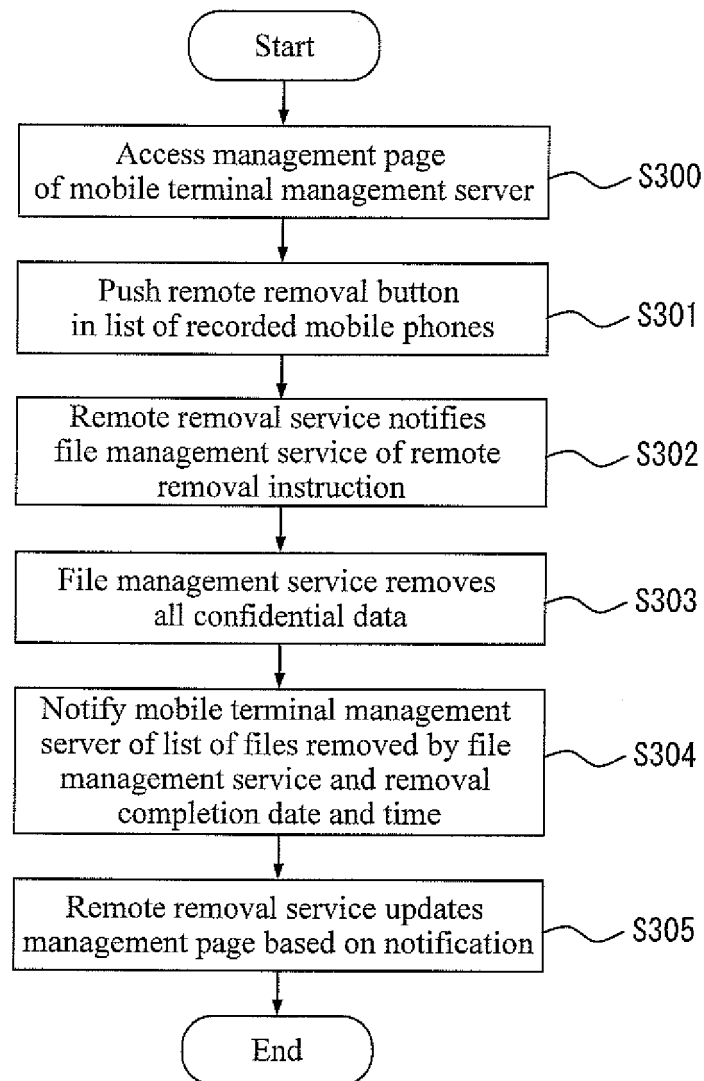 Start
Access management page
of mobile terminal management server
S300
Push remote removal button
in list of recorded mobile phones
S301
Remote removal service notifies
file management service of remote
removal instruction
S302
File management service removes
all confidential data
S303
Notify mobile terminal management
server of list of files removed by file
management service and removal
completion date and time
S304
Remote removal service updates
management page based on notification
S305
End